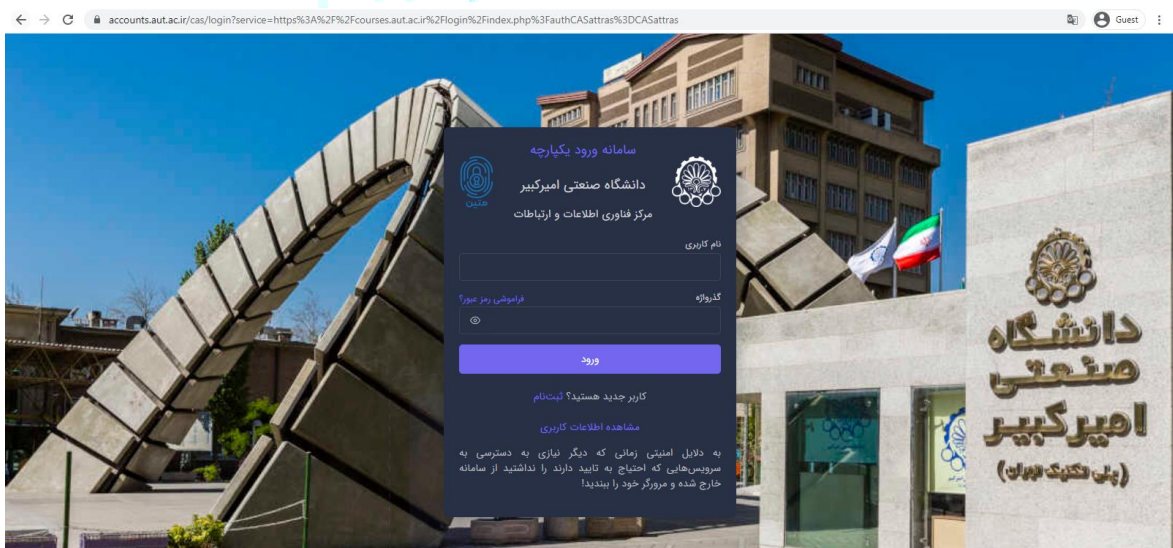 accounts.aut.ac.ir/cas/login?service=https%3A%2F%2Fcourses.aut.ac.ir%2Flogin%2Findex.php%3FauthCASattras%3DCASattras
Guest
سامانه ورود یکپارچه
دانشگاه صنعتی امیرکبیر
متین
مرکز فناوری اطلاعات و ارتباطات
نام کاربری
گذرواژه
فراموشی رمز عبور؟
ورود
کاربر جدید هستید؟ ثبت‌نام
مشاهده اطلاعات کاربری
به دلایل امنیتی زمانی که دیگر نیازی به دسترسی به
سرویس‌هایی که احتیاج به تایید دارند را نداشتید از سامانه
خارج شده و مرورگر خود را ببندید!
دانشگاه
صنعتی
امیرکبیر
(پلی تکنیک تهران)